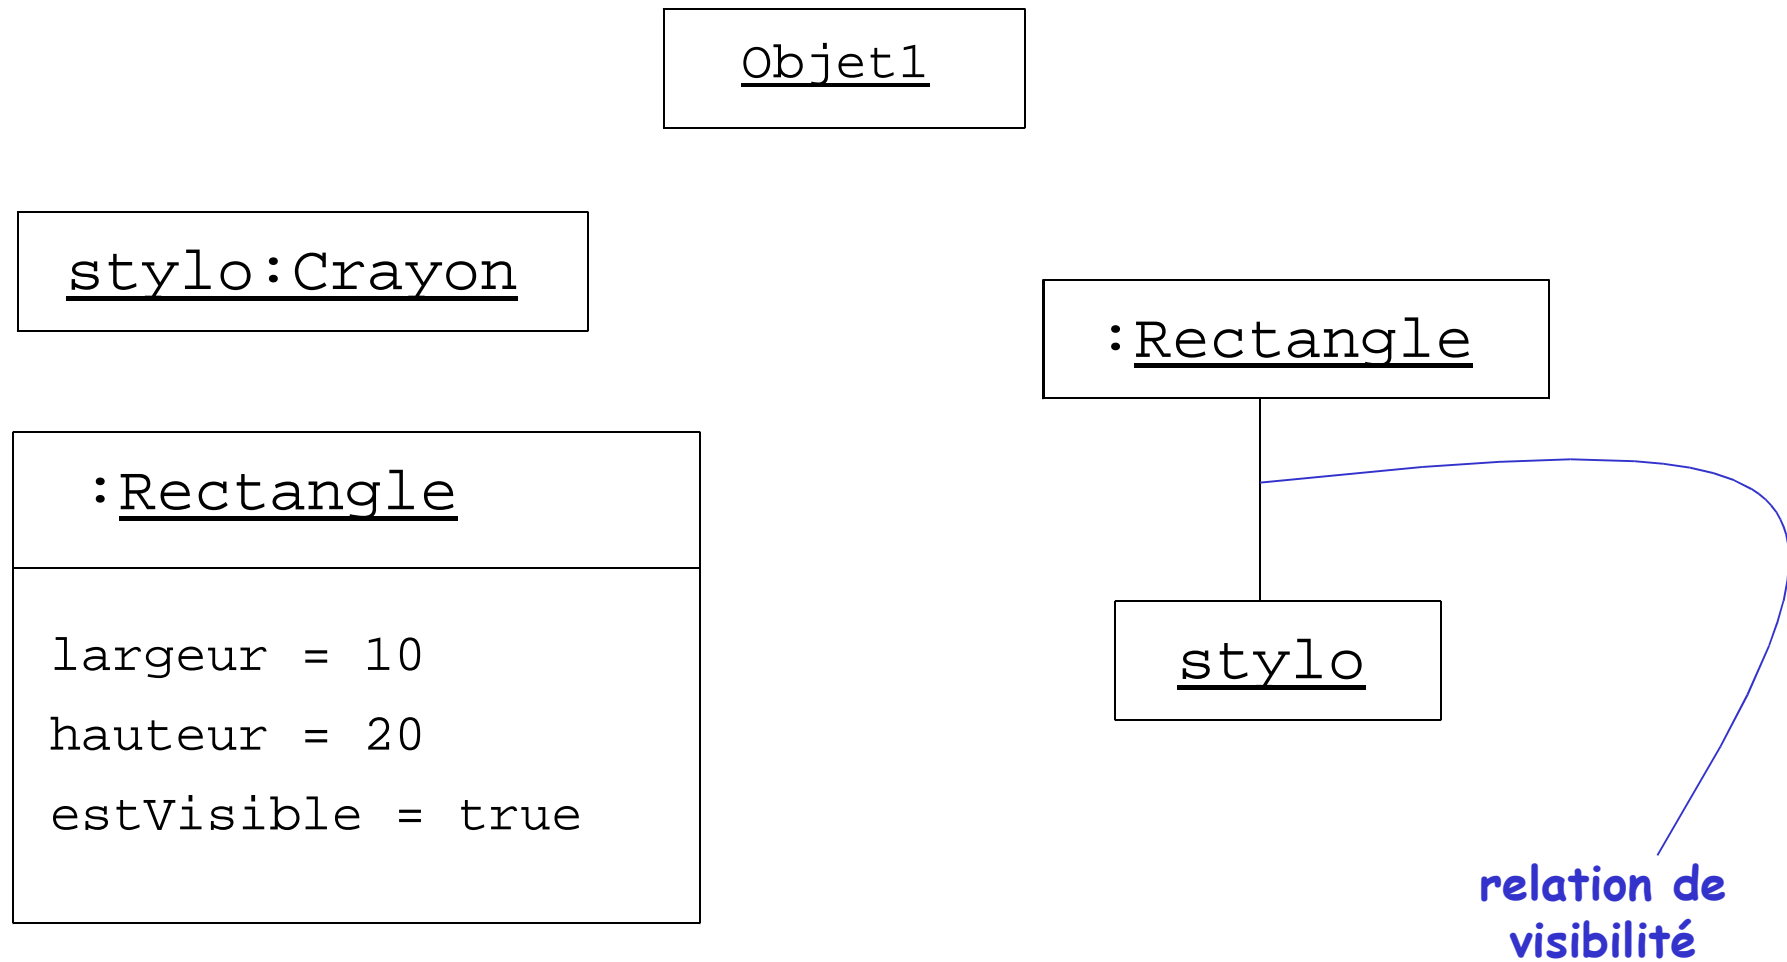 Objet1
stylo:Crayon
:Rectangle
largeur = 10
hauteur = 20
estVisible = true
:Rectangle
stylo
relation de
visibilité